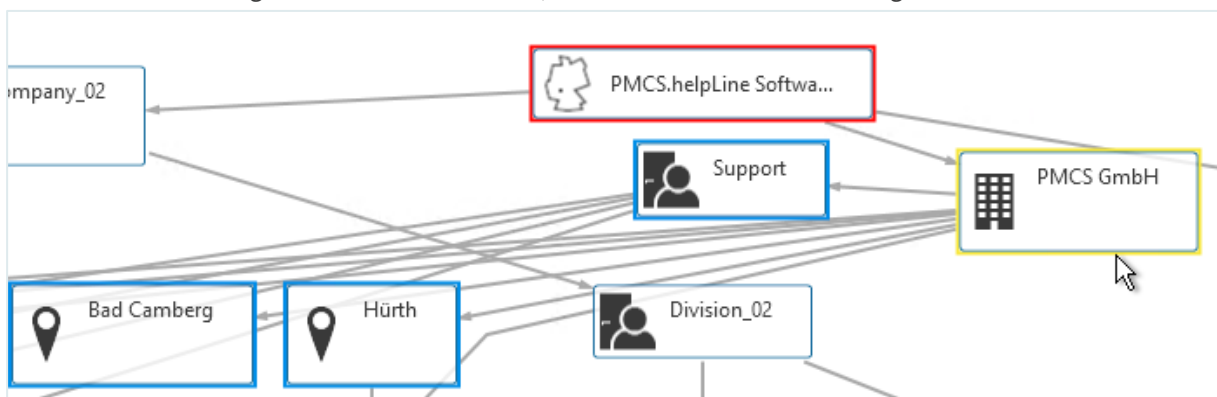 ompany_02
PMCS.helpLine Softwa...
Support
PMCS GmbH
Bad Camberg
Hürth
Division_02